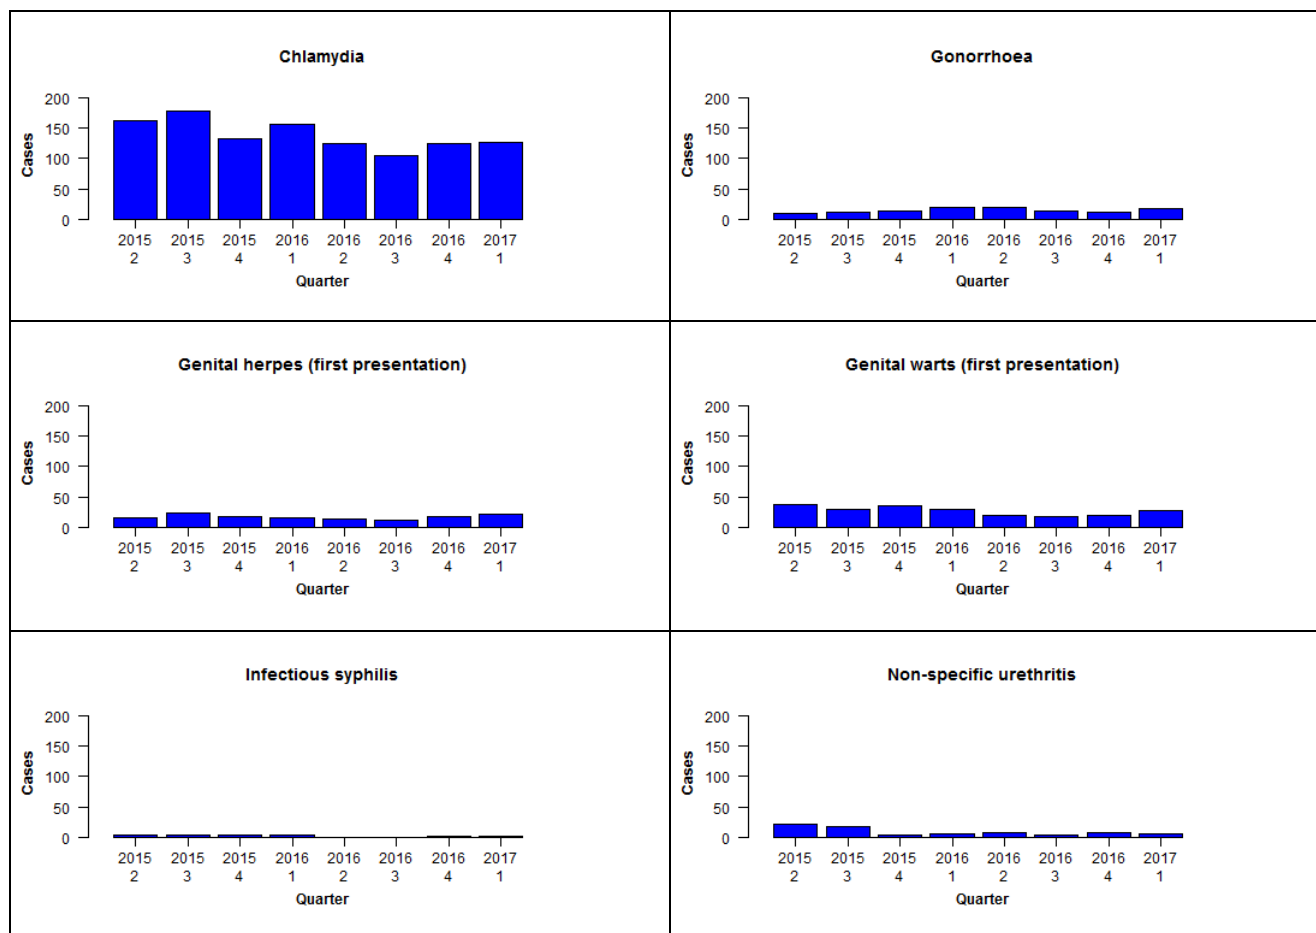 Chlamydia
200
150
100
50
0
Cases
2015 2015 2015 2016 2016 2016 2016 2017
2 3 4 1 2 3 4 1
Quarter
Gonorrhoea
200
150
100
50
0
Cases
2015 2015 2015 2016 2016 2016 2016 2017
2 3 4 1 2 3 4 1
Quarter
Genital herpes (first presentation)
200
150
100
50
0
Cases
2015 2015 2015 2016 2016 2016 2016 2017
2 3 4 1 2 3 4 1
Quarter
Genital warts (first presentation)
200
150
100
50
0
Cases
2015 2015 2015 2016 2016 2016 2016 2017
2 3 4 1 2 3 4 1
Quarter
Infectious syphilis
200
150
100
50
0
Cases
2015 2015 2015 2016 2016 2016 2016 2017
2 3 4 1 2 3 4 1
Quarter
Non-specific urethritis
200
150
100
50
0
Cases
2015 2015 2015 2016 2016 2016 2016 2017
2 3 4 1 2 3 4 1
Quarter